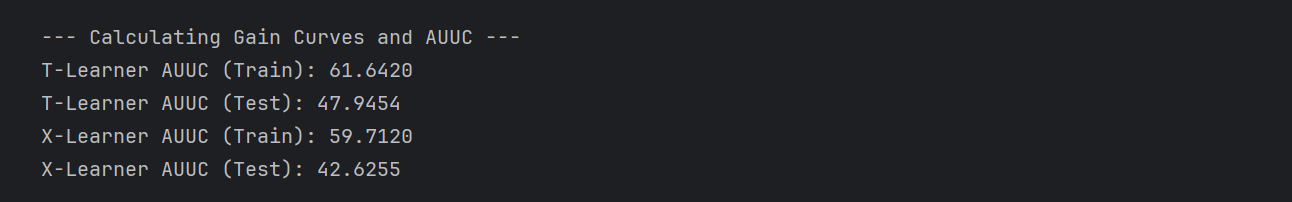 --- Calculating Gain Curves and AUUC ---
T-Learner AUUC (Train): 61.6420
T-Learner AUUC (Test): 47.9454
X-Learner AUUC (Train): 59.7120
X-Learner AUUC (Test): 42.6255